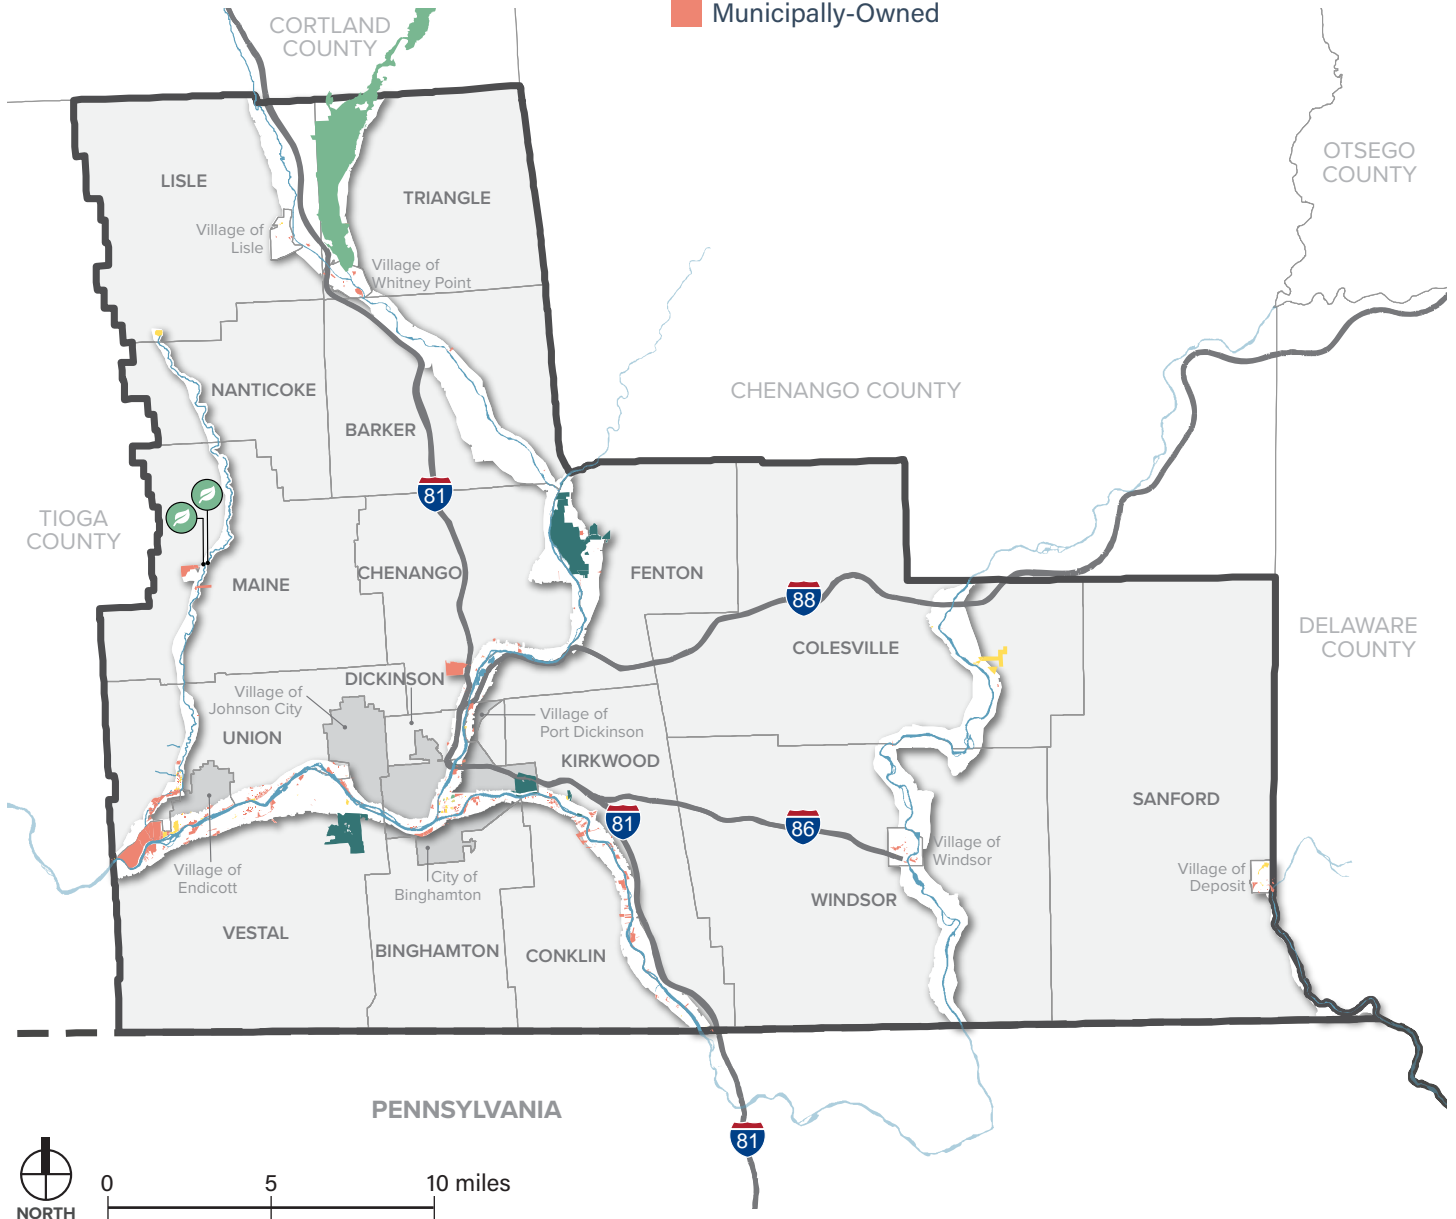 Municipally-Owned
CORTLAND
COUNTY
OTSEGO
COUNTY
LISLE
TRIANGLE
Village of
Lisle
Village of
Whitney Point
NANTICOKE
CHENANGO COUNTY
BARKER
81
TIOGA
COUNTY
MAINE
CHENANGO
FENTON
88
COLESVILLE
DELAWARE
COUNTY
DICKINSON
Village of
Johnson City
Village of
Port Dickinson
UNION
KIRKWOOD
SANFORD
81
86
Village of
Windsor
Village of
Endicott
City of
Binghamton
Village of
Deposit
WINDSOR
VESTAL
BINGHAMTON
CONKLIN
PENNSYLVANIA
81
0 5 10 miles
NORTH